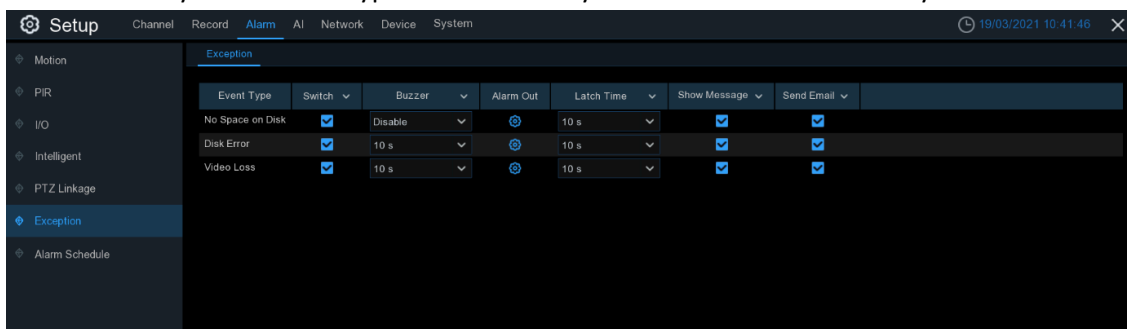 Setup Channel Record Alarm AI Network Device System 19/03/2021 10:41:46
Motion
PIR
I/O
Intelligent
PTZ Linkage
Exception
Alarm Schedule
Exception
Event Type Switch Buzzer Alarm Out Latch Time Show Message Send Email
No Space on Disk Disable 10 s
Disk Error 10 s 10 s
Video Loss 10 s 10 s